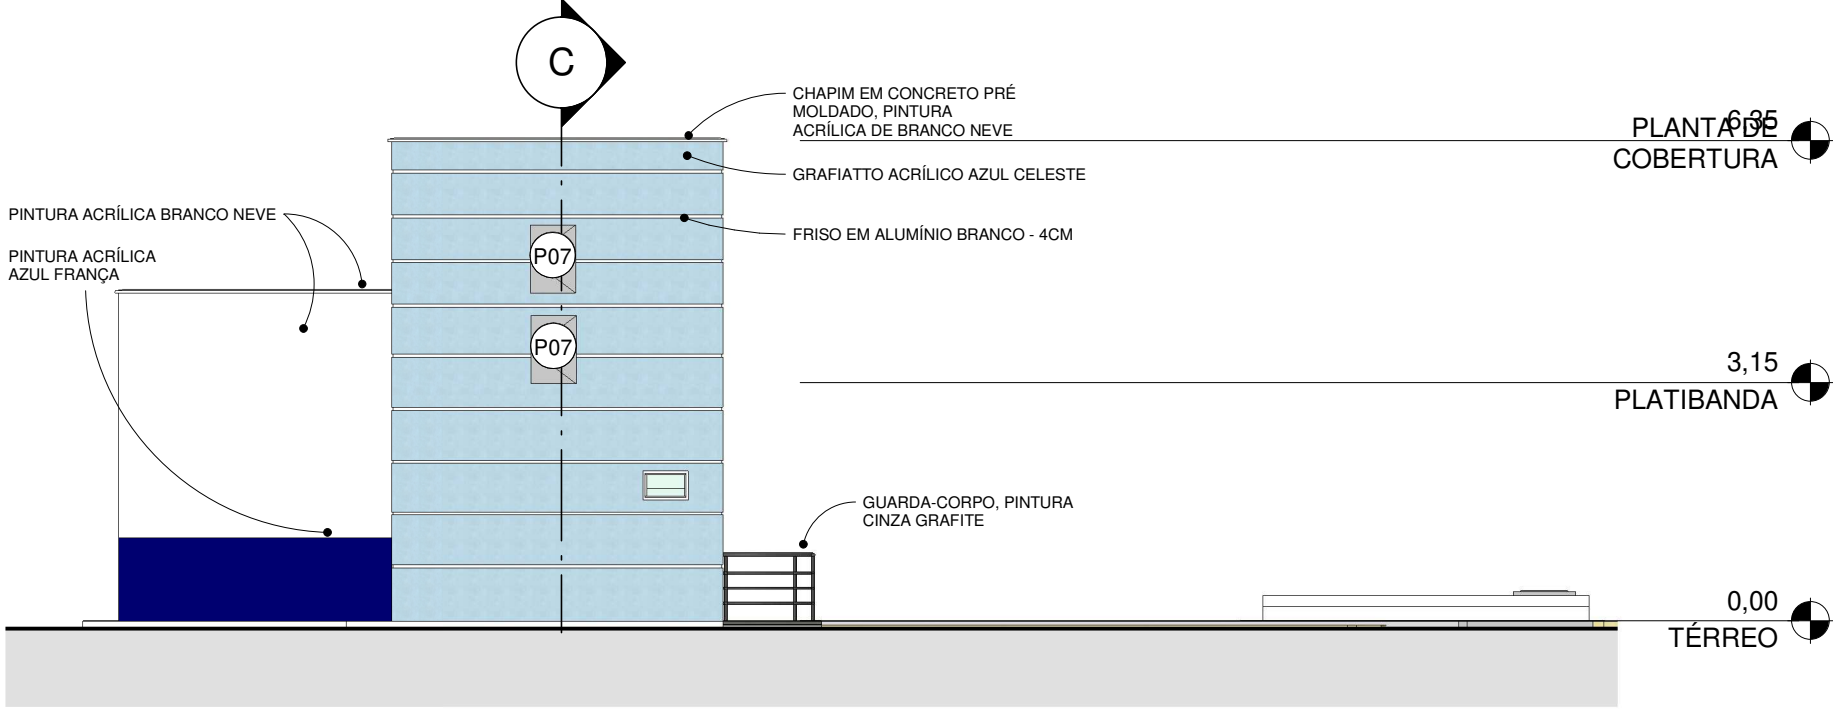 C
CHAPIM EM CONCRETO PRÉ
MOLDADO, PINTURA
ACRÍLICA DE BRANCO NEVE
GRAFIATTO ACRÍLICO AZUL CELESTE
FRISO EM ALUMÍNIO BRANCO - 4CM
PINTURA ACRÍLICA BRANCO NEVE
PINTURA ACRÍLICA
AZUL FRANÇA
P07
P07
GUARDA-CORPO, PINTURA
CINZA GRAFITE
6,35
PLANTA DE
COBERTURA
3,15
PLATIBANDA
0,00
TÉRREO